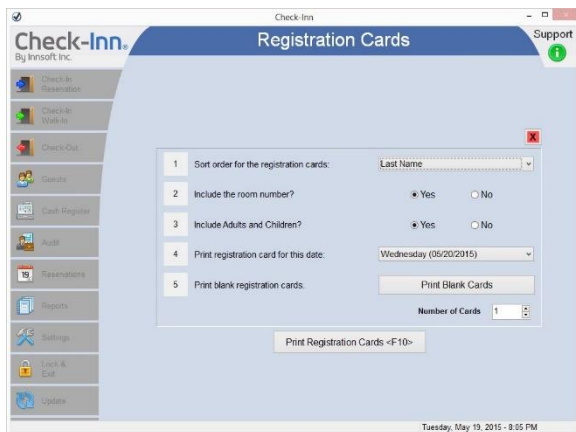 Check-Inn
Check-Inn®
By Innsoft Inc.
Registration Cards
Support
Check-In
Reservation
Check-In
Walk-In
Check-Out
Guests
Cash Register
Audit
19
Reservations
Reports
Settings
Lock &
Exit
Update
X
1 Sort order for the registration cards: Last Name
2 Include the room number? Yes No
3 Include Adults and Children? Yes No
4 Print registration card for this date: Wednesday (05/20/2015)
5 Print blank registration cards. Print Blank Cards
Number of Cards 1
Print Registration Cards <F10>
Tuesday, May 19, 2015 - 8:05 PM